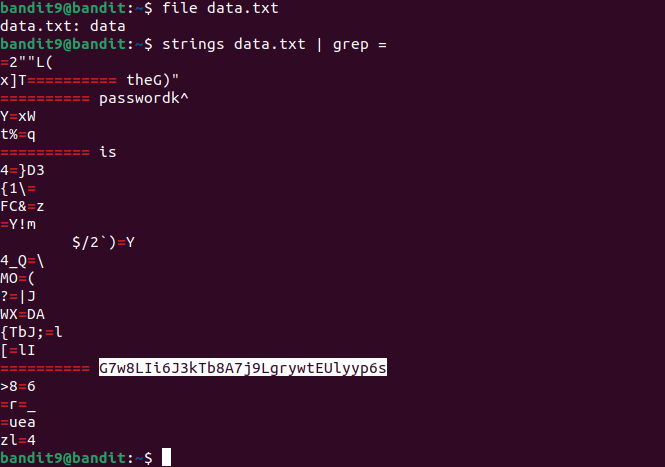 bandit9@bandit:~$ file data.txt
data.txt: data
bandit9@bandit:~$ strings data.txt | grep =
=2""L(
x]T========== theG)"
========== passwordk^
Y=xW
t%=q
========== is
4=}D3
{1\=
FC&=z
=Y!m
        $/2`)=Y
4_Q=\
MO=(
?=|J
WX=DA
{TbJ;=l
[=lI
========== G7w8LIi6J3kTb8A7j9LgrywtEUlyyp6s
>8=6
=r=_
=uea
zl=4
bandit9@bandit:~$